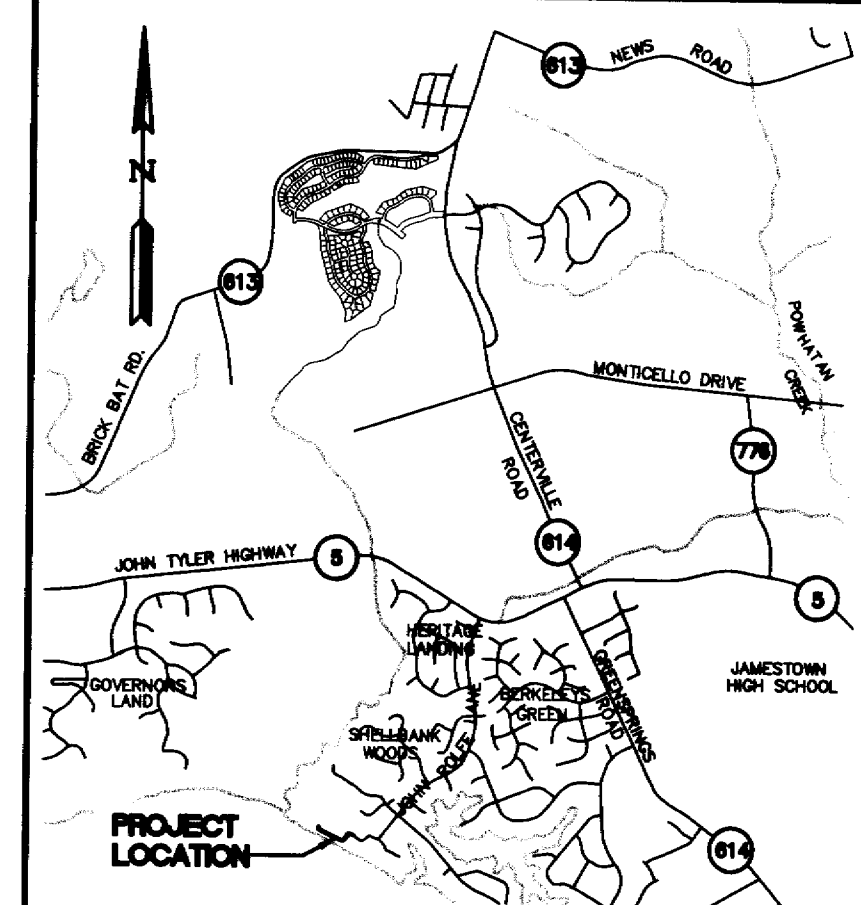 613
NEWS ROAD
N
613
POWHATAN
CREEK
BRICK BAT RD.
MONTICELLO DRIVE
CENTERVILLE
ROAD
776
614
JOHN TYLER HIGHWAY
5
5
HERITAGE
LANDING
JAMESTOWN
HIGH SCHOOL
GOVERNORS
LAND
BERKELEYS
GREEN
GREENSPRINGS
ROAD
SHELLBANK
WOODS
JOHN ROLFE LANE
PROJECT
LOCATION
614